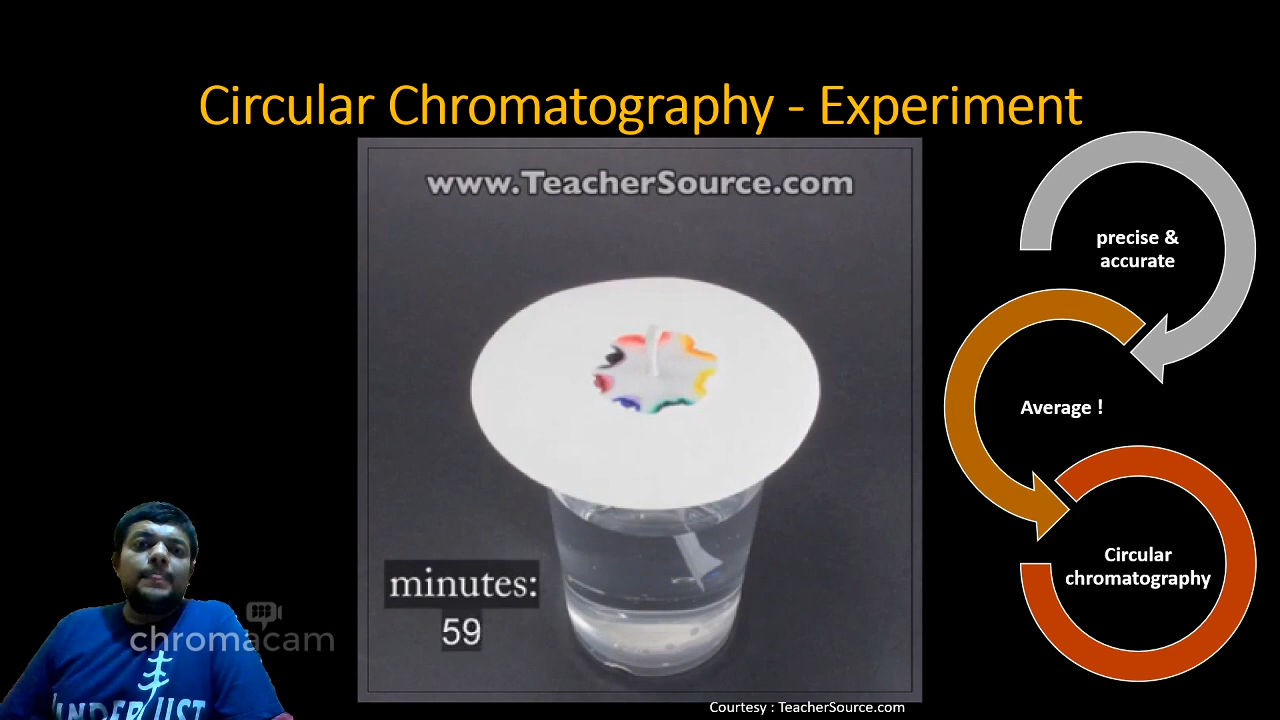 Circular Chromatography - Experiment
www.TeacherSource.com
precise &
accurate
Average !
Circular
chromatography
minutes:
59
chromacam
Courtesy : TeacherSource.com